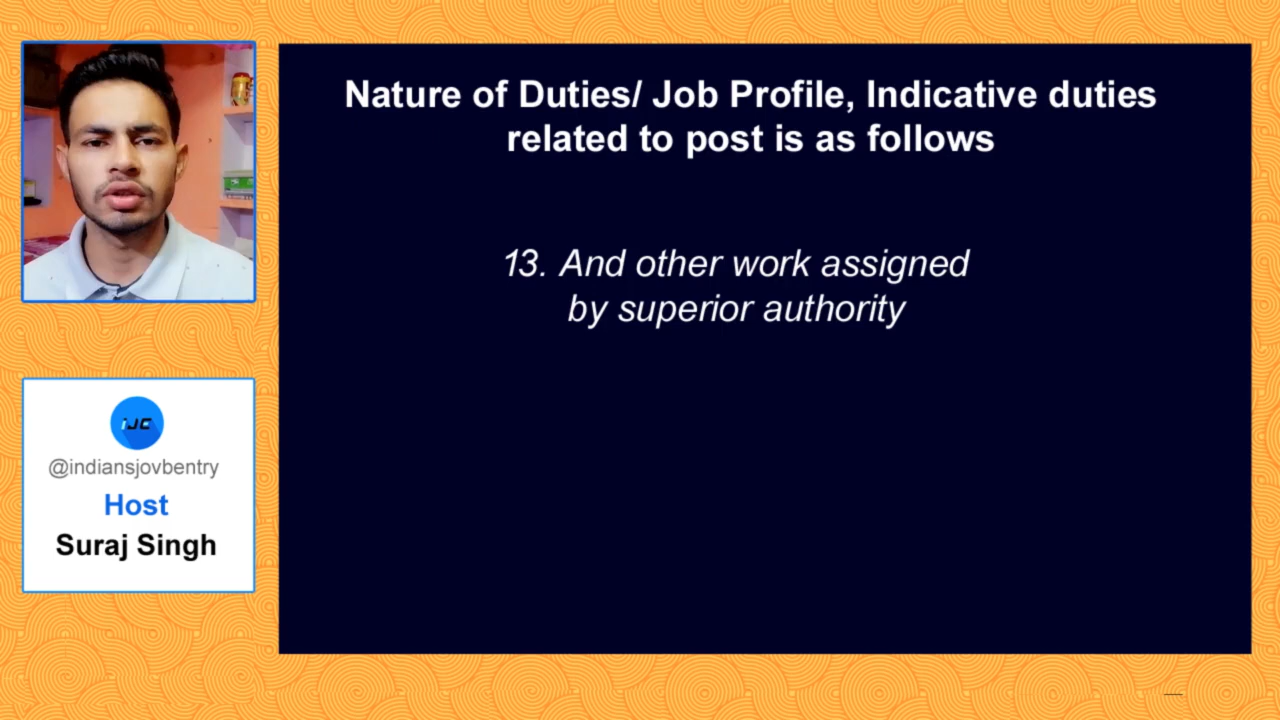 Nature of Duties/ Job Profile, Indicative duties
related to post is as follows
13. And other work assigned
by superior authority
iJC
@indiansjovbentry
Host
Suraj Singh